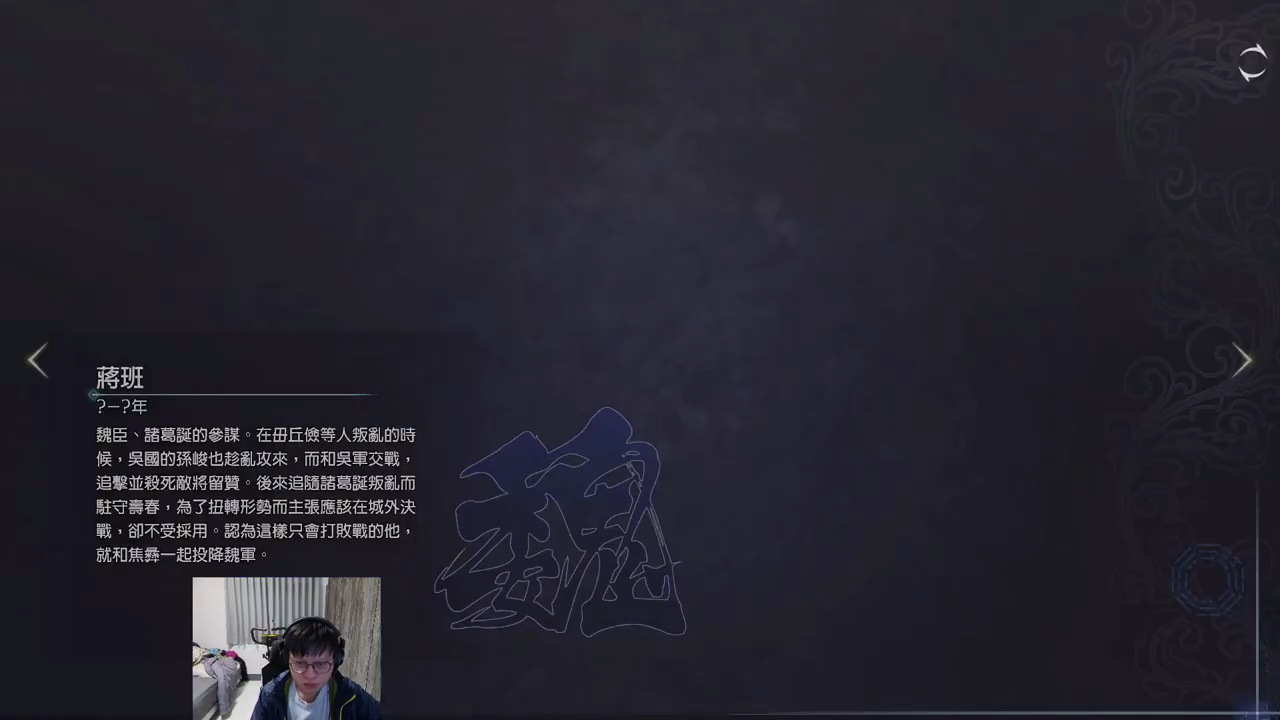 蔣班
?－?年
魏臣、諸葛誕的參謀。在毌丘儉等人叛亂的時
候，吳國的孫峻也趁亂攻來，而和吳軍交戰，
追擊並殺死敵將留贊。後來追隨諸葛誕叛亂而
駐守壽春，為了扭轉形勢而主張應該在城外決
戰，卻不受採用。認為這樣只會打敗戰的他，
就和焦彝一起投降魏軍。
魏